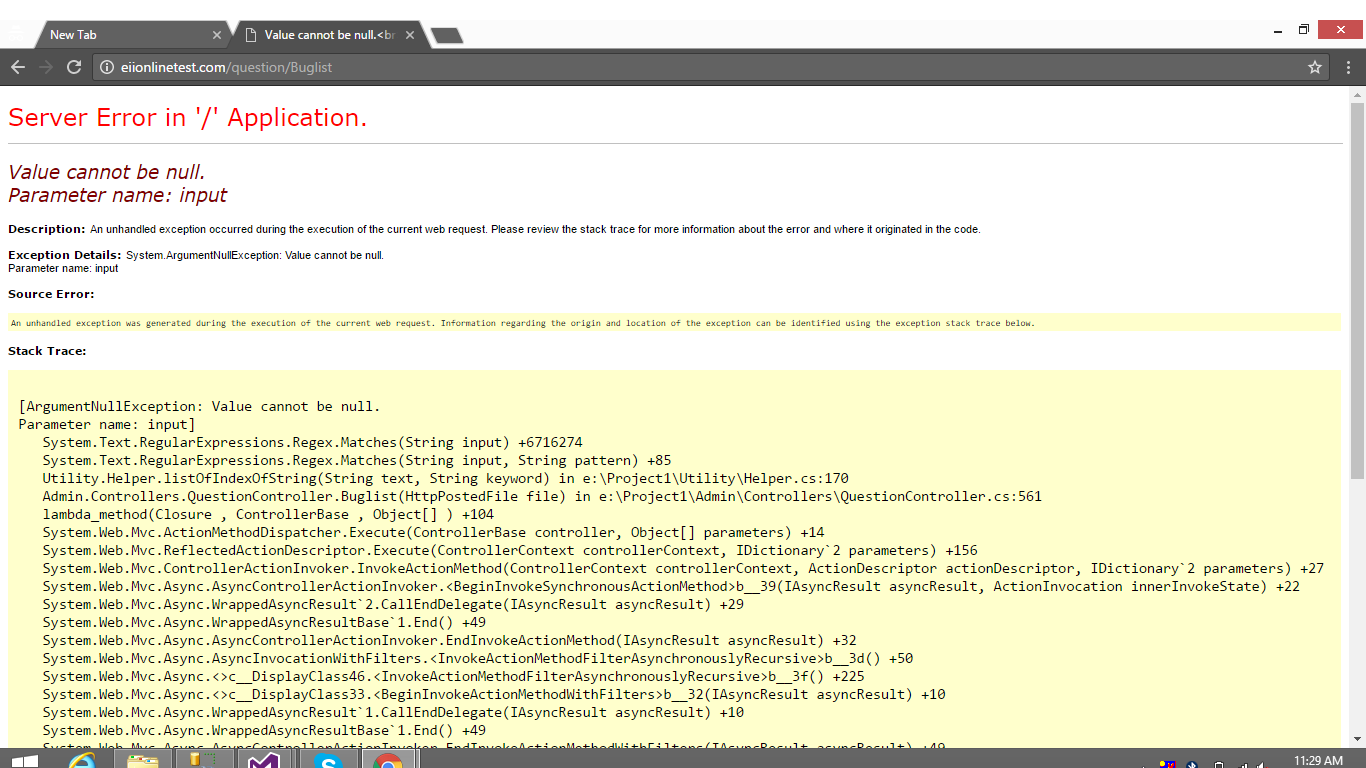 New Tab
Value cannot be null.<br
eiionlinetest.com/question/Buglist
Server Error in '/' Application.
Value cannot be null.
Parameter name: input
Description: An unhandled exception occurred during the execution of the current web request. Please review the stack trace for more information about the error and where it originated in the code.
Exception Details: System.ArgumentNullException: Value cannot be null.
Parameter name: input
Source Error:
An unhandled exception was generated during the execution of the current web request. Information regarding the origin and location of the exception can be identified using the exception stack trace below.
Stack Trace:
[ArgumentNullException: Value cannot be null.
Parameter name: input]
System.Text.RegularExpressions.Regex.Matches(String input) +6716274
System.Text.RegularExpressions.Regex.Matches(String input, String pattern) +85
Utility.Helper.listOfIndexOfString(String text, String keyword) in e:\Project1\Utility\Helper.cs:170
Admin.Controllers.QuestionController.Buglist(HttpPostedFile file) in e:\Project1\Admin\Controllers\QuestionController.cs:561
lambda_method(Closure , ControllerBase , Object[] ) +104
System.Web.Mvc.ActionMethodDispatcher.Execute(ControllerBase controller, Object[] parameters) +14
System.Web.Mvc.ReflectedActionDescriptor.Execute(ControllerContext controllerContext, IDictionary`2 parameters) +156
System.Web.Mvc.ControllerActionInvoker.InvokeActionMethod(ControllerContext controllerContext, ActionDescriptor actionDescriptor, IDictionary`2 parameters) +27
System.Web.Mvc.Async.AsyncControllerActionInvoker.<BeginInvokeSynchronousActionMethod>b__39(IAsyncResult asyncResult, ActionInvocation innerInvokeState) +22
System.Web.Mvc.Async.WrappedAsyncResult`2.CallEndDelegate(IAsyncResult asyncResult) +29
System.Web.Mvc.Async.WrappedAsyncResultBase`1.End() +49
System.Web.Mvc.Async.AsyncControllerActionInvoker.EndInvokeActionMethod(IAsyncResult asyncResult) +32
System.Web.Mvc.Async.AsyncInvocationWithFilters.<InvokeActionMethodFilterAsynchronouslyRecursive>b__3d() +50
System.Web.Mvc.Async.<>c__DisplayClass46.<InvokeActionMethodFilterAsynchronouslyRecursive>b__3f() +225
System.Web.Mvc.Async.<>c__DisplayClass33.<BeginInvokeActionMethodWithFilters>b__32(IAsyncResult asyncResult) +10
System.Web.Mvc.Async.WrappedAsyncResult`1.CallEndDelegate(IAsyncResult asyncResult) +10
System.Web.Mvc.Async.WrappedAsyncResultBase`1.End() +49
System.Web.Mvc.Async.AsyncControllerActionInvoker.EndInvokeActionMethodWithFilters(IAsyncResult asyncResult) +49
11:29 AM